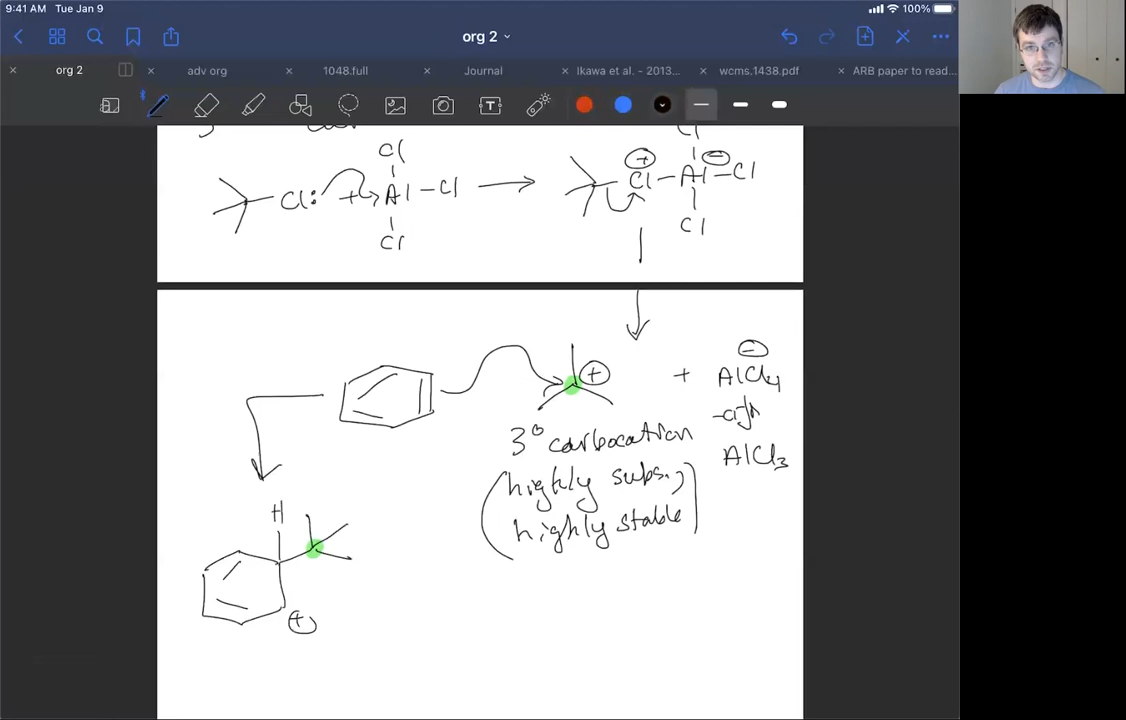 9:41 AM Tue Jan 9
100%
org 2
org 2
adv org
1048.full
Journal
Ikawa et al. - 2013...
wcms.1438.pdf
ARB paper to read...
T
Cl
Cl
Cl: + Al - Cl
Cl
Cl - Al - Cl
Cl
+
-
+ AlCl4
AlCl3
3° carbocation
(highly subs.,
highly stable)
H
+